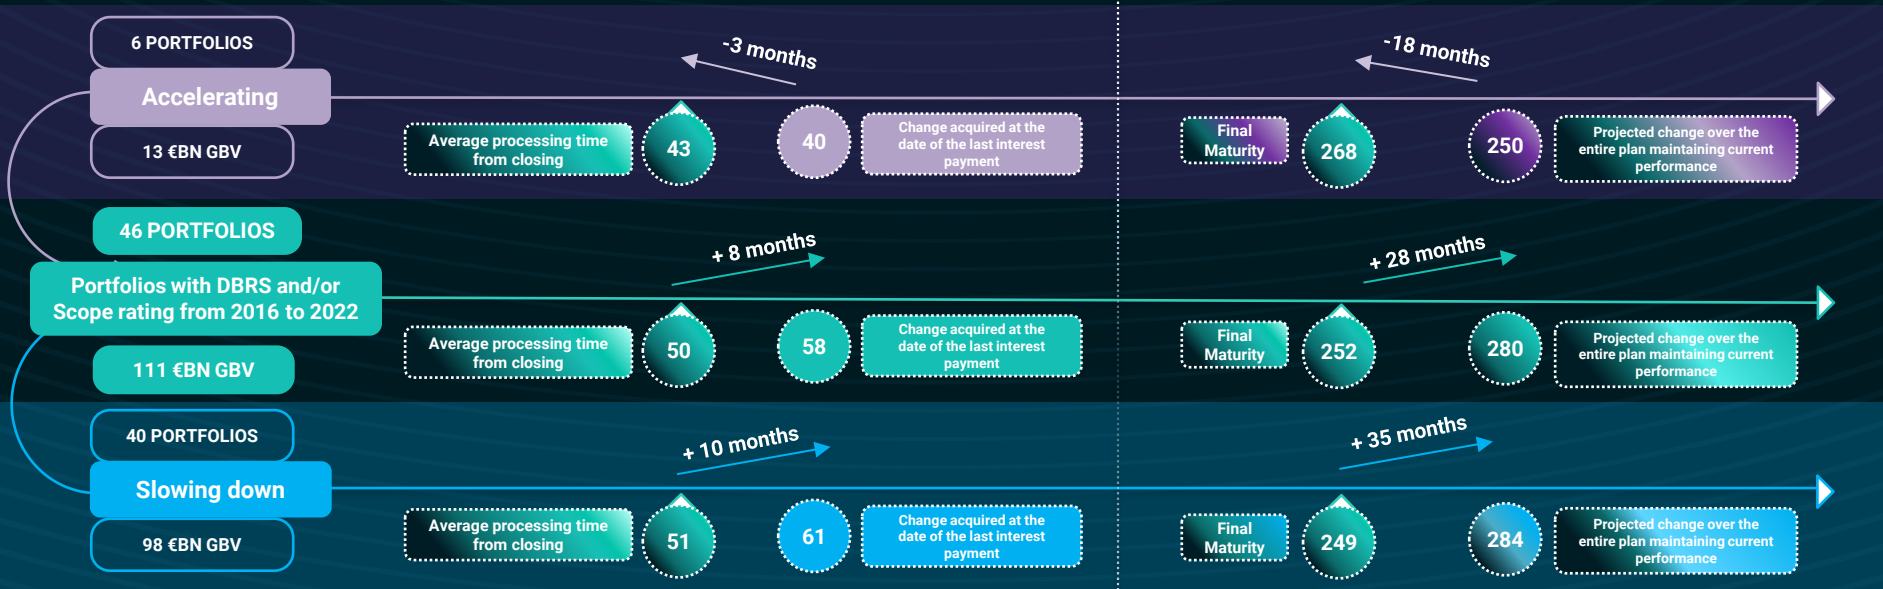 6 PORTFOLIOS
Accelerating
13 €BN GBV
-3 months
Average processing time
from closing
43
40
Change acquired at the
date of the last interest
payment
-18 months
Final
Maturity
268
250
Projected change over the
entire plan maintaining current
performance
46 PORTFOLIOS
Portfolios with DBRS and/or
Scope rating from 2016 to 2022
111 €BN GBV
+ 8 months
Average processing time
from closing
50
58
Change acquired at the
date of the last interest
payment
+ 28 months
Final
Maturity
252
280
Projected change over the
entire plan maintaining current
performance
40 PORTFOLIOS
Slowing down
98 €BN GBV
+ 10 months
Average processing time
from closing
51
61
Change acquired at the
date of the last interest
payment
+ 35 months
Final
Maturity
249
284
Projected change over the
entire plan maintaining current
performance